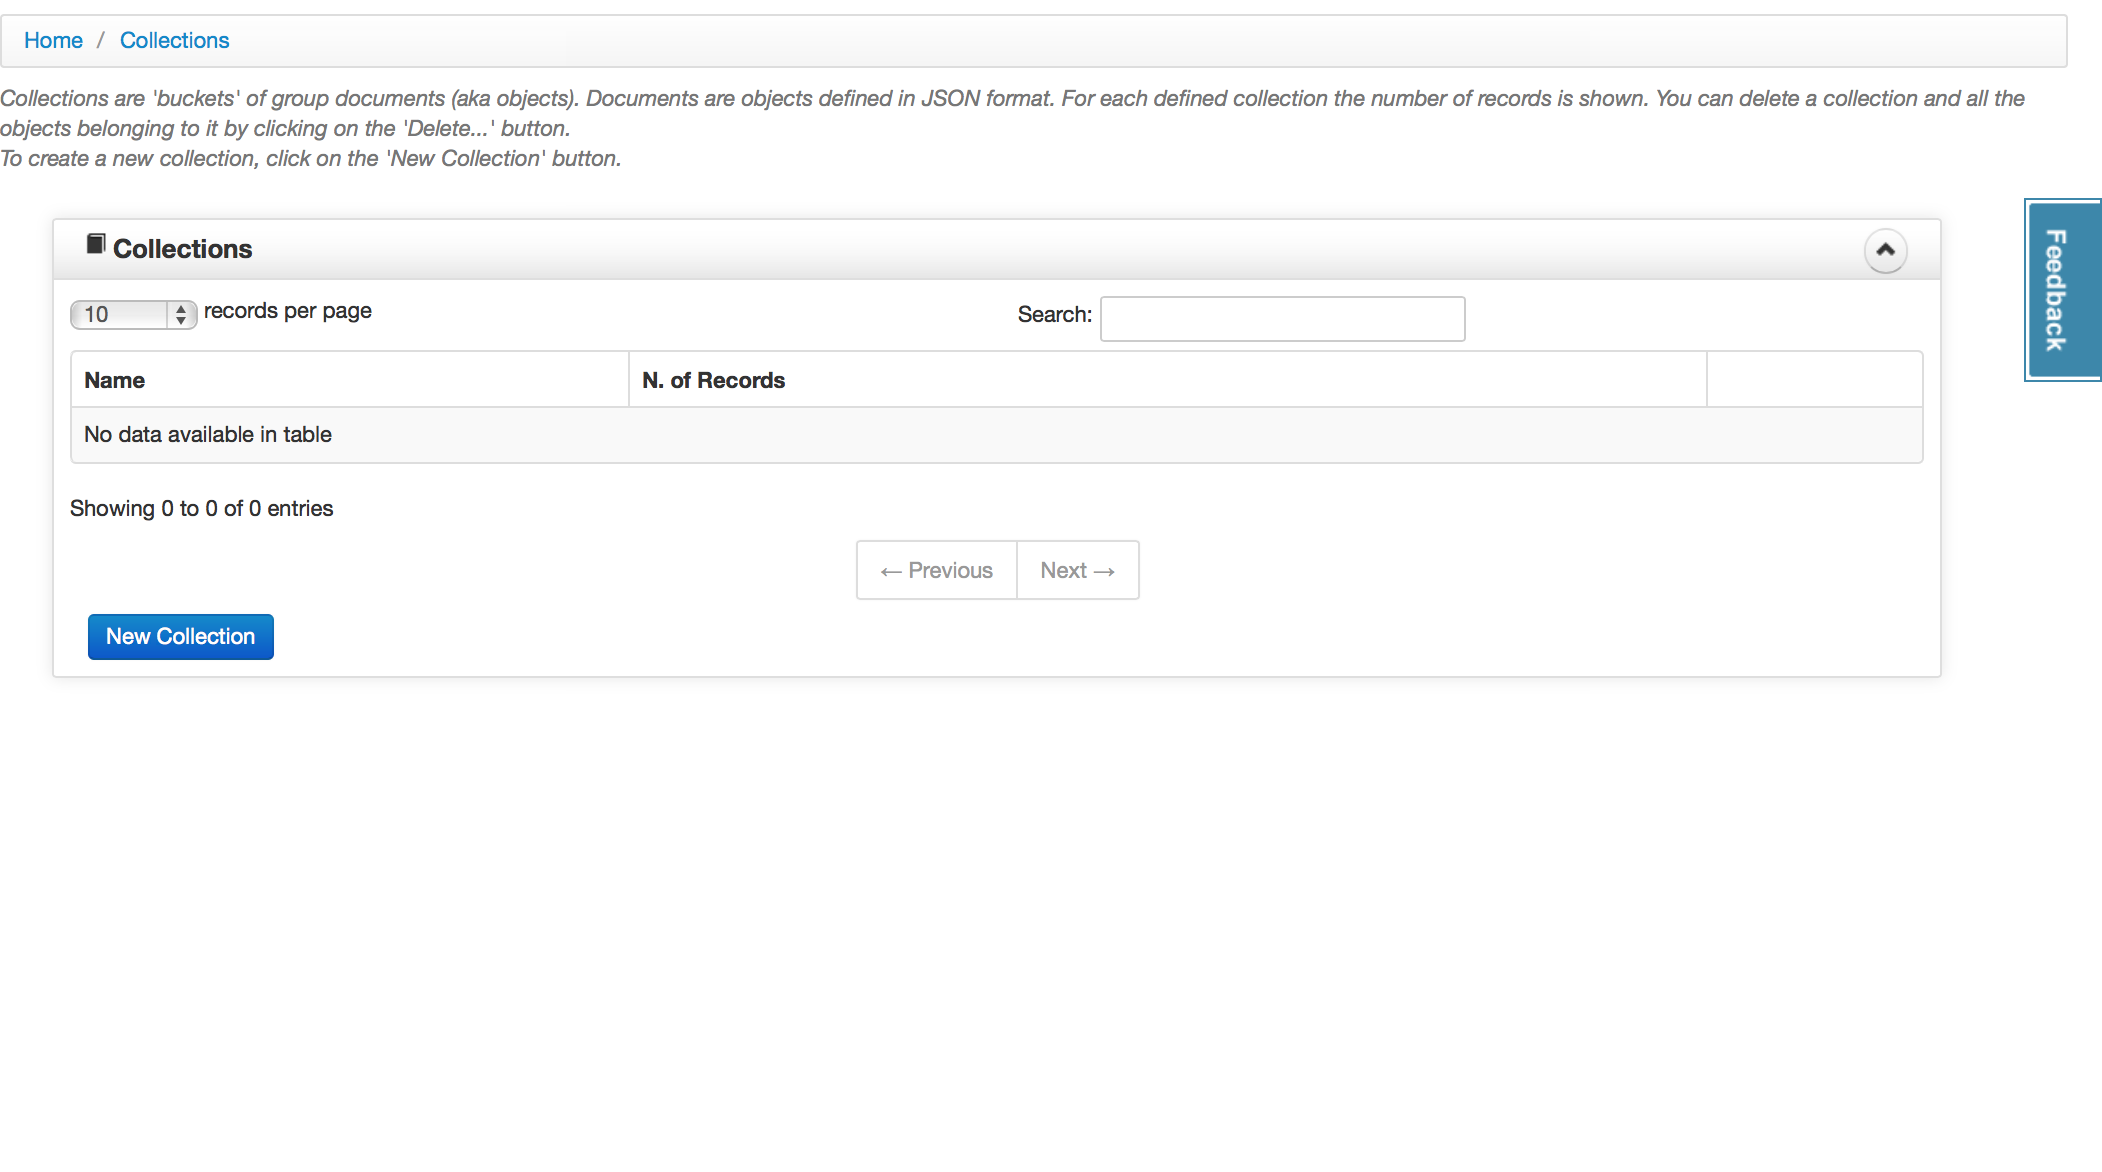 Home / Collections
Collections are 'buckets' of group documents (aka objects). Documents are objects defined in JSON format. For each defined collection the number of records is shown. You can delete a collection and all the
objects belonging to it by clicking on the 'Delete...' button.
To create a new collection, click on the 'New Collection' button.
Feedback
Collections
10 records per page Search:
Name N. of Records
No data available in table
Showing 0 to 0 of 0 entries
← Previous Next →
New Collection